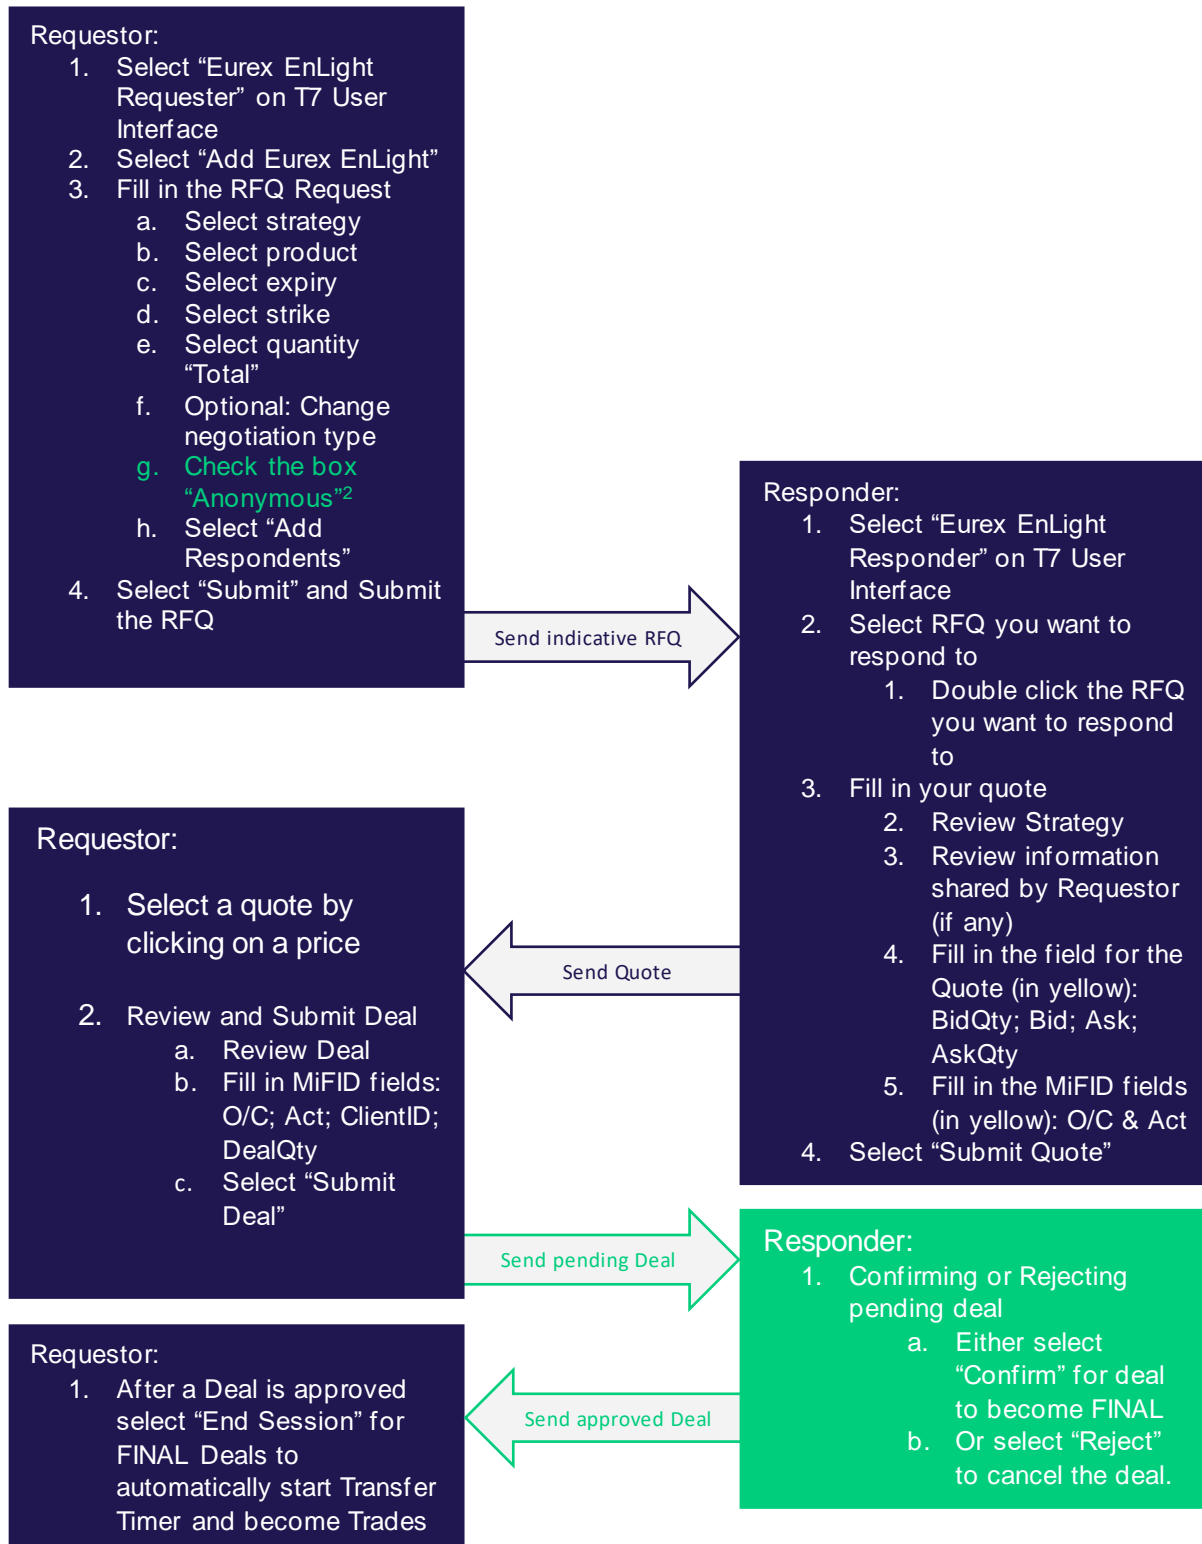 Requestor:
1. Select “Eurex EnLight
Requester” on T7 User
Interface
2. Select “Add Eurex EnLight”
3. Fill in the RFQ Request
a. Select strategy
b. Select product
c. Select expiry
d. Select strike
e. Select quantity
“Total”
f. Optional: Change
negotiation type
g. Check the box
“Anonymous”²
h. Select “Add
Respondents”
4. Select “Submit” and Submit
the RFQ
Send indicative RFQ
Responder:
1. Select “Eurex EnLight
Responder” on T7 User
Interface
2. Select RFQ you want to
respond to
1. Double click the RFQ
you want to respond
to
3. Fill in your quote
2. Review Strategy
3. Review information
shared by Requestor
(if any)
4. Fill in the field for the
Quote (in yellow):
BidQty; Bid; Ask;
AskQty
5. Fill in the MiFID fields
(in yellow): O/C & Act
4. Select “Submit Quote”
Send Quote
Requestor:
1. Select a quote by
clicking on a price
2. Review and Submit Deal
a. Review Deal
b. Fill in MiFID fields:
O/C; Act; ClientID;
DealQty
c. Select “Submit
Deal”
Send pending Deal
Responder:
1. Confirming or Rejecting
pending deal
a. Either select
“Confirm” for deal
to become FINAL
b. Or select “Reject”
to cancel the deal.
Send approved Deal
Requestor:
1. After a Deal is approved
select “End Session” for
FINAL Deals to
automatically start Transfer
Timer and become Trades